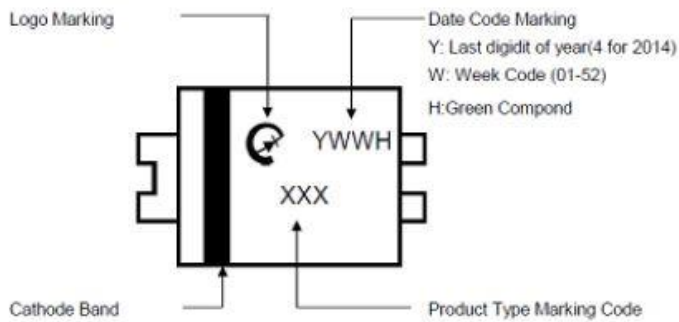 Logo Marking
Date Code Marking
Y: Last digidit of year(4 for 2014)
W: Week Code (01-52)
H:Green Compond
YWWH
XXX
Cathode Band
Product Type Marking Code